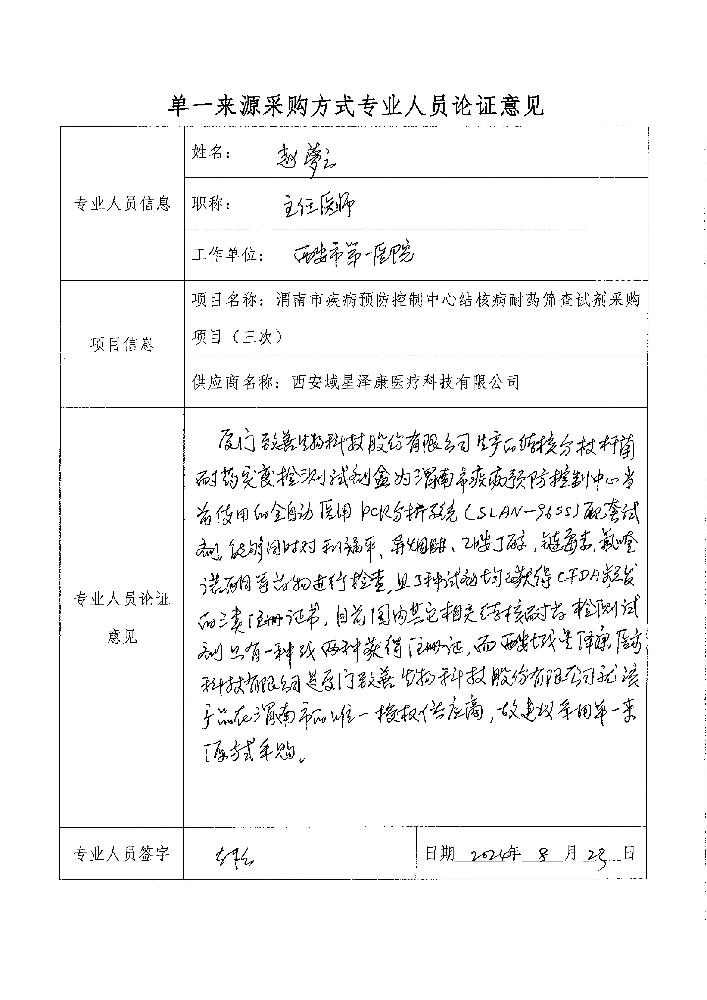 单一来源采购方式专业人员论证意见
专业人员信息
姓名： 赵梦云
职称： 主任医师
工作单位： 西安市第一医院
项目信息
项目名称：渭南市疾病预防控制中心结核病耐药筛查试剂采购
项目（三次）
供应商名称：西安域星泽康医疗科技有限公司
专业人员论证
意见
厦门致善生物科技股份有限公司生产的结核分枝杆菌
耐药突变检测试剂盒为渭南市疾病预防控制中心当
前使用的全自动医用PCR分析系统（SLAN-96SS）配套试
剂，能够同时对利福平、异烟肼、乙胺丁醇，链霉素，氟喹
诺酮等药物进行检查，且5种试剂均已获得CFDA颁发
的三类注册证书，目前国内其它相关结核耐药检测试
剂只有一种或两种获得注册证，而西安域星泽康医疗
科技有限公司是厦门致善生物科技股份有限公司就该
产品在渭南市的唯一授权供应商，故建议采用单一来
源方式采购。
专业人员签字
日期 2024年 8 月 23 日